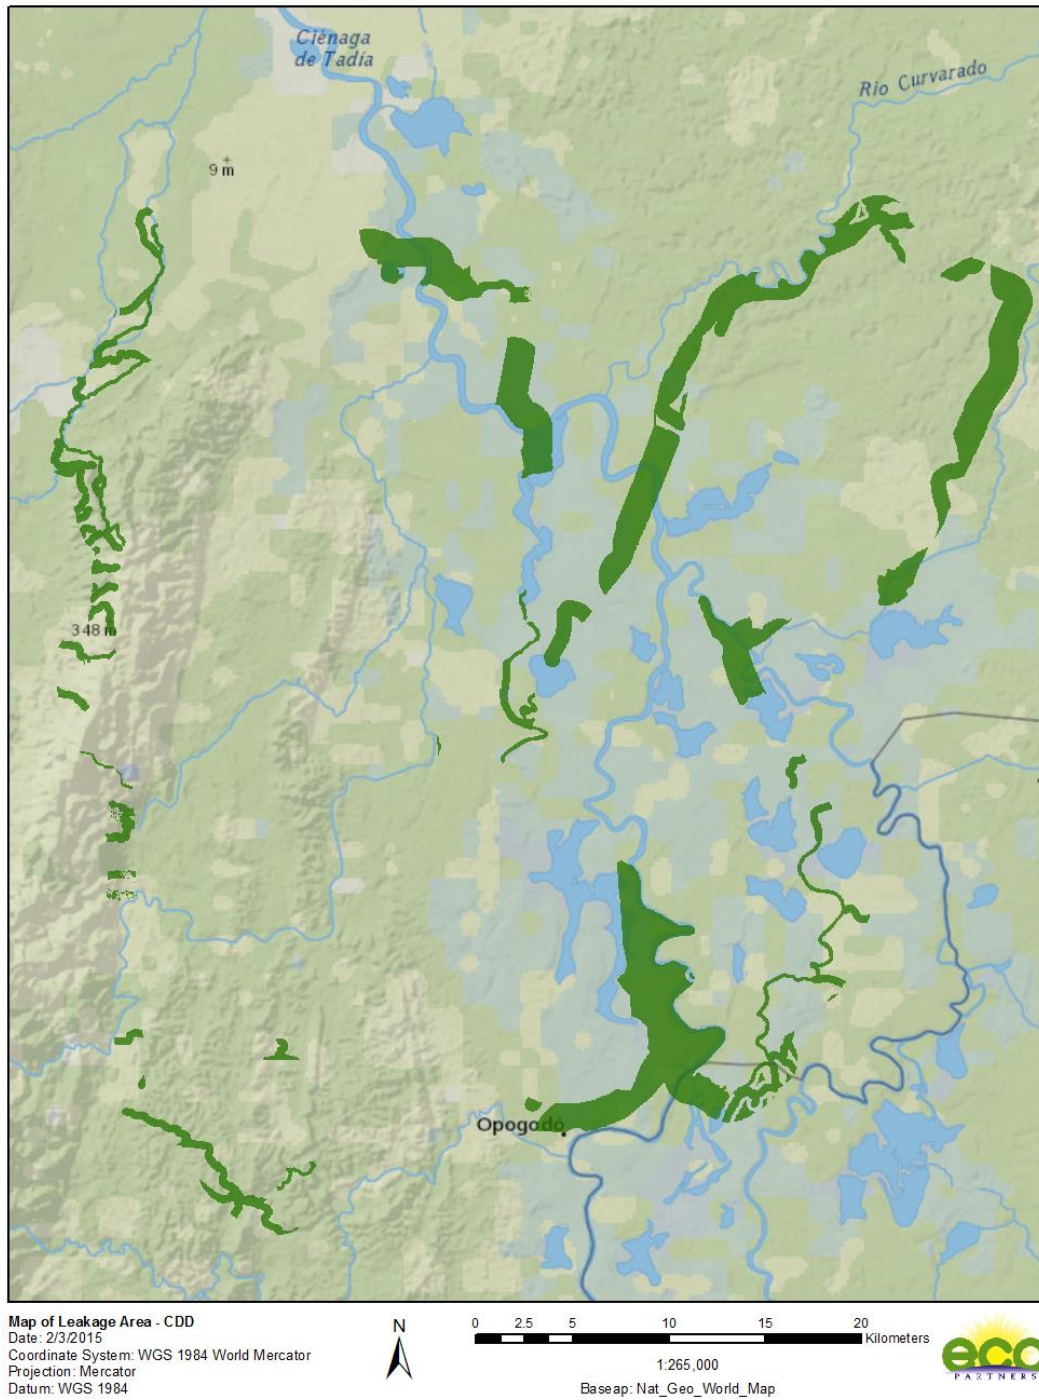 Ciénaga
de Tadía
Río Curvarado
9 m
348 m
Opogodó
Map of Leakage Area - CDD
Date: 2/3/2015
Coordinate System: WGS 1984 World Mercator
Projection: Mercator
Datum: WGS 1984
N
0 2.5 5 10 15 20
Kilometers
1:265,000
Baseap: Nat_Geo_World_Map
eco
PARTNERS